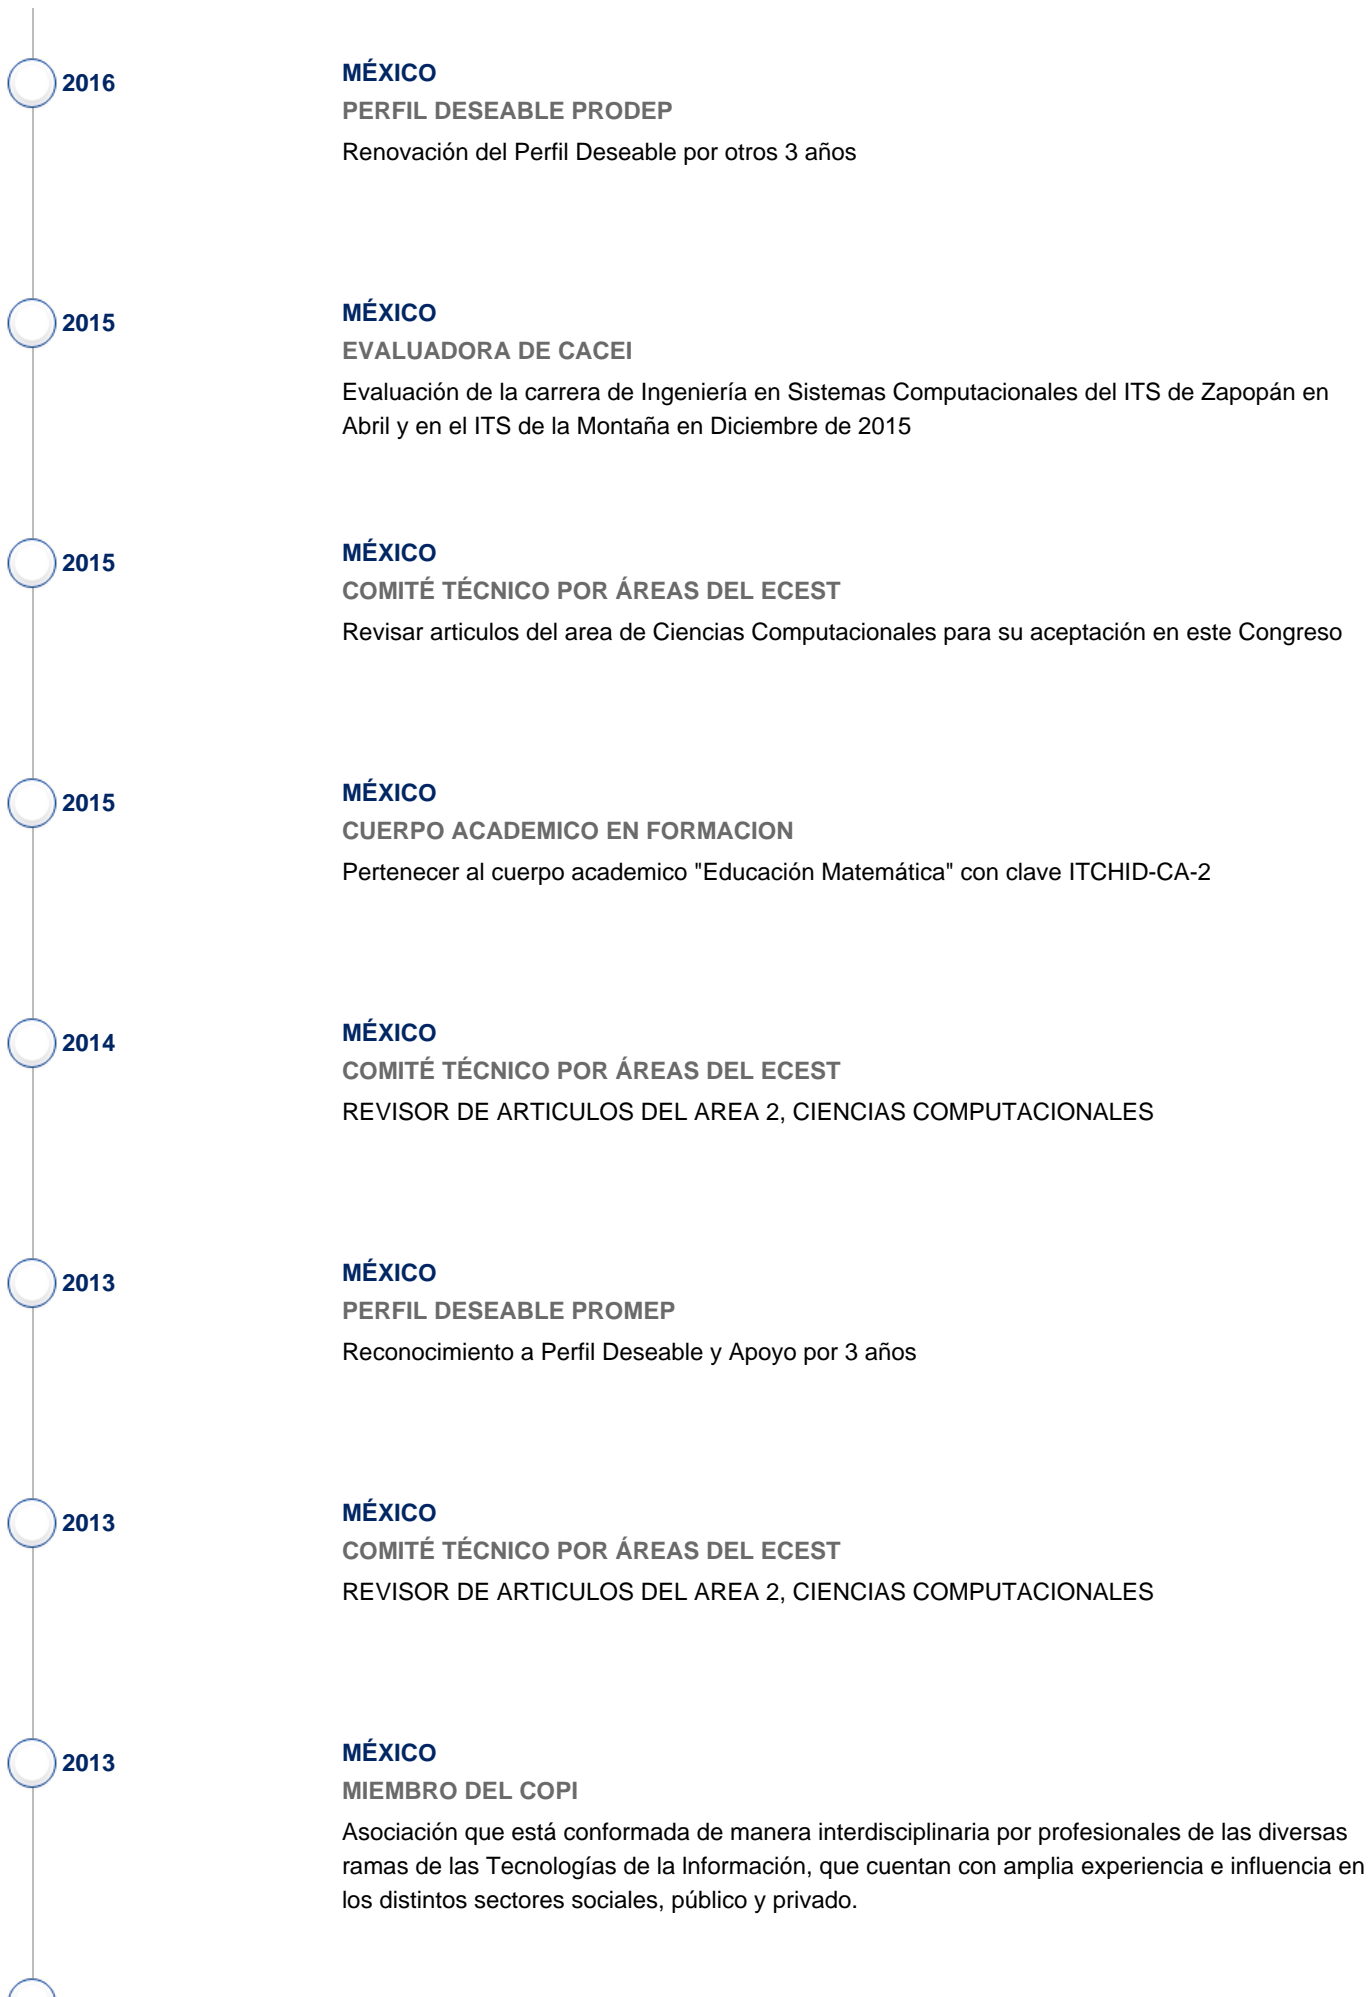 2016
MÉXICO
PERFIL DESEABLE PRODEP
Renovación del Perfil Deseable por otros 3 años
2015
MÉXICO
EVALUADORA DE CACEI
Evaluación de la carrera de Ingeniería en Sistemas Computacionales del ITS de Zapopán en
Abril y en el ITS de la Montaña en Diciembre de 2015
2015
MÉXICO
COMITÉ TÉCNICO POR ÁREAS DEL ECEST
Revisar articulos del area de Ciencias Computacionales para su aceptación en este Congreso
2015
MÉXICO
CUERPO ACADEMICO EN FORMACION
Pertenecer al cuerpo academico "Educación Matemática" con clave ITCHID-CA-2
2014
MÉXICO
COMITÉ TÉCNICO POR ÁREAS DEL ECEST
REVISOR DE ARTICULOS DEL AREA 2, CIENCIAS COMPUTACIONALES
2013
MÉXICO
PERFIL DESEABLE PROMEP
Reconocimiento a Perfil Deseable y Apoyo por 3 años
2013
MÉXICO
COMITÉ TÉCNICO POR ÁREAS DEL ECEST
REVISOR DE ARTICULOS DEL AREA 2, CIENCIAS COMPUTACIONALES
2013
MÉXICO
MIEMBRO DEL COPI
Asociación que está conformada de manera interdisciplinaria por profesionales de las diversas
ramas de las Tecnologías de la lnformación, que cuentan con amplia experiencia e influencia en
los distintos sectores sociales, público y privado.